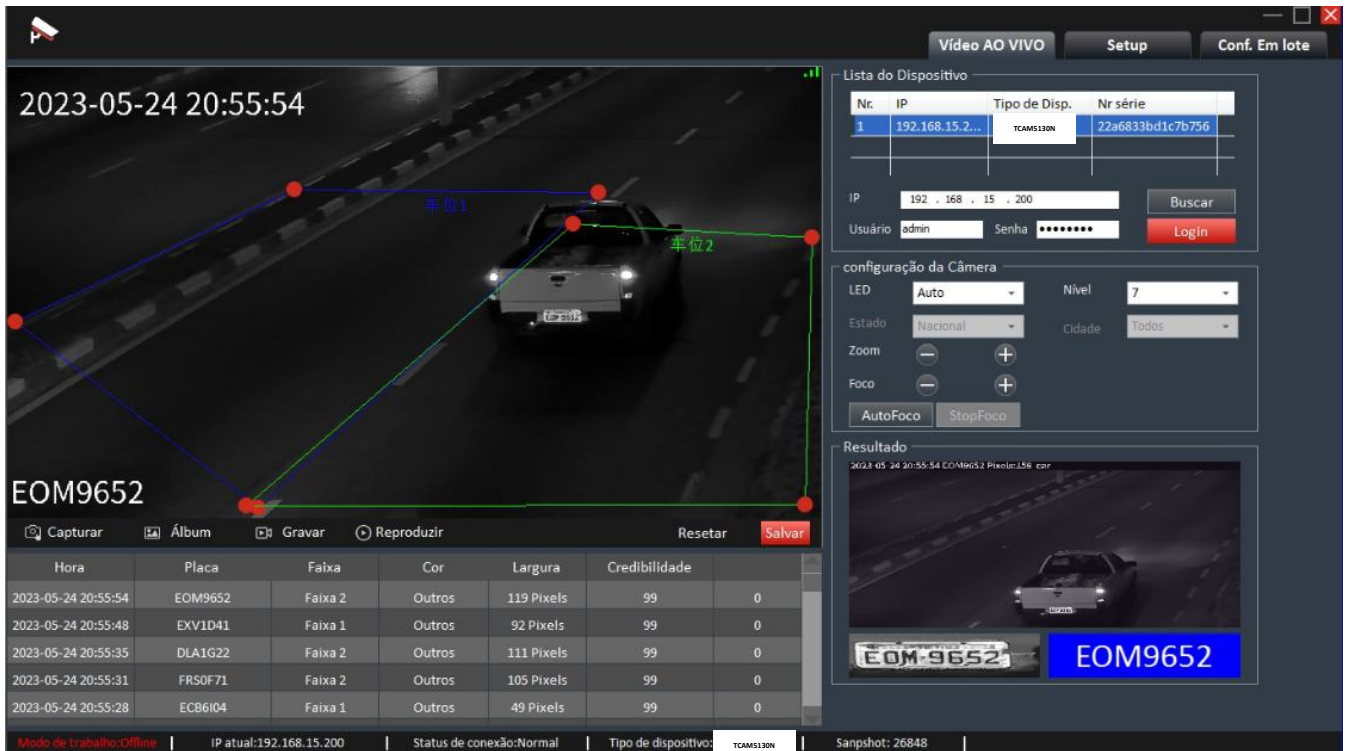 Vídeo AO VIVO Setup Conf. Em lote
2023-05-24 20:55:54
车位1
车位2
EOM9652
Capturar Álbum Gravar Reproduzir Resetar Salvar
Hora Placa Faixa Cor Largura Credibilidade
2023-05-24 20:55:54 EOM9652 Faixa 2 Outros 119 Pixels 99 0
2023-05-24 20:55:48 EXV1D41 Faixa 1 Outros 92 Pixels 99 0
2023-05-24 20:55:35 DLA1G22 Faixa 2 Outros 111 Pixels 99 0
2023-05-24 20:55:31 FRS0F71 Faixa 2 Outros 105 Pixels 99 0
2023-05-24 20:55:28 ECB6I04 Faixa 1 Outros 49 Pixels 99 0
Lista do Dispositivo
Nr. IP Tipo de Disp. Nr série
1 192.168.15.2... TCAM5130N 22a6833bd1c7b756
IP 192 . 168 . 15 . 200 Buscar
Usuário admin Senha •••••••• Login
configuração da Câmera
LED Auto Nível 7
Estado Nacional Cidade Todos
Zoom
Foco
AutoFoco StopFoco
Resultado
2023-05-24 20:55:54 EOM9652 Pixels:159 car
EOM-9652 EOM9652
Modo de trabalho:Offline IP atual:192.168.15.200 Status de conexão:Normal Tipo de dispositivo: TCAM5130N Sanpshot: 26848